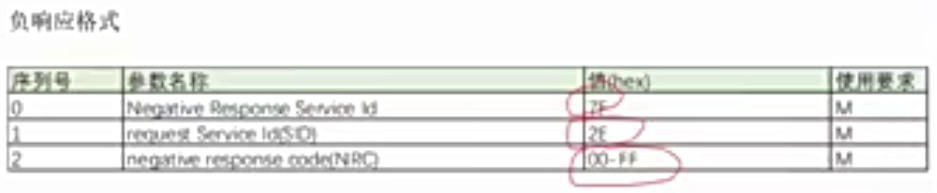 负响应格式
序列号 参数名称 值(hex) 使用要求
0 Negative Response Service Id 7F M
1 request Service Id(SID) 2E M
2 negative response code(NRC) 00-FF M